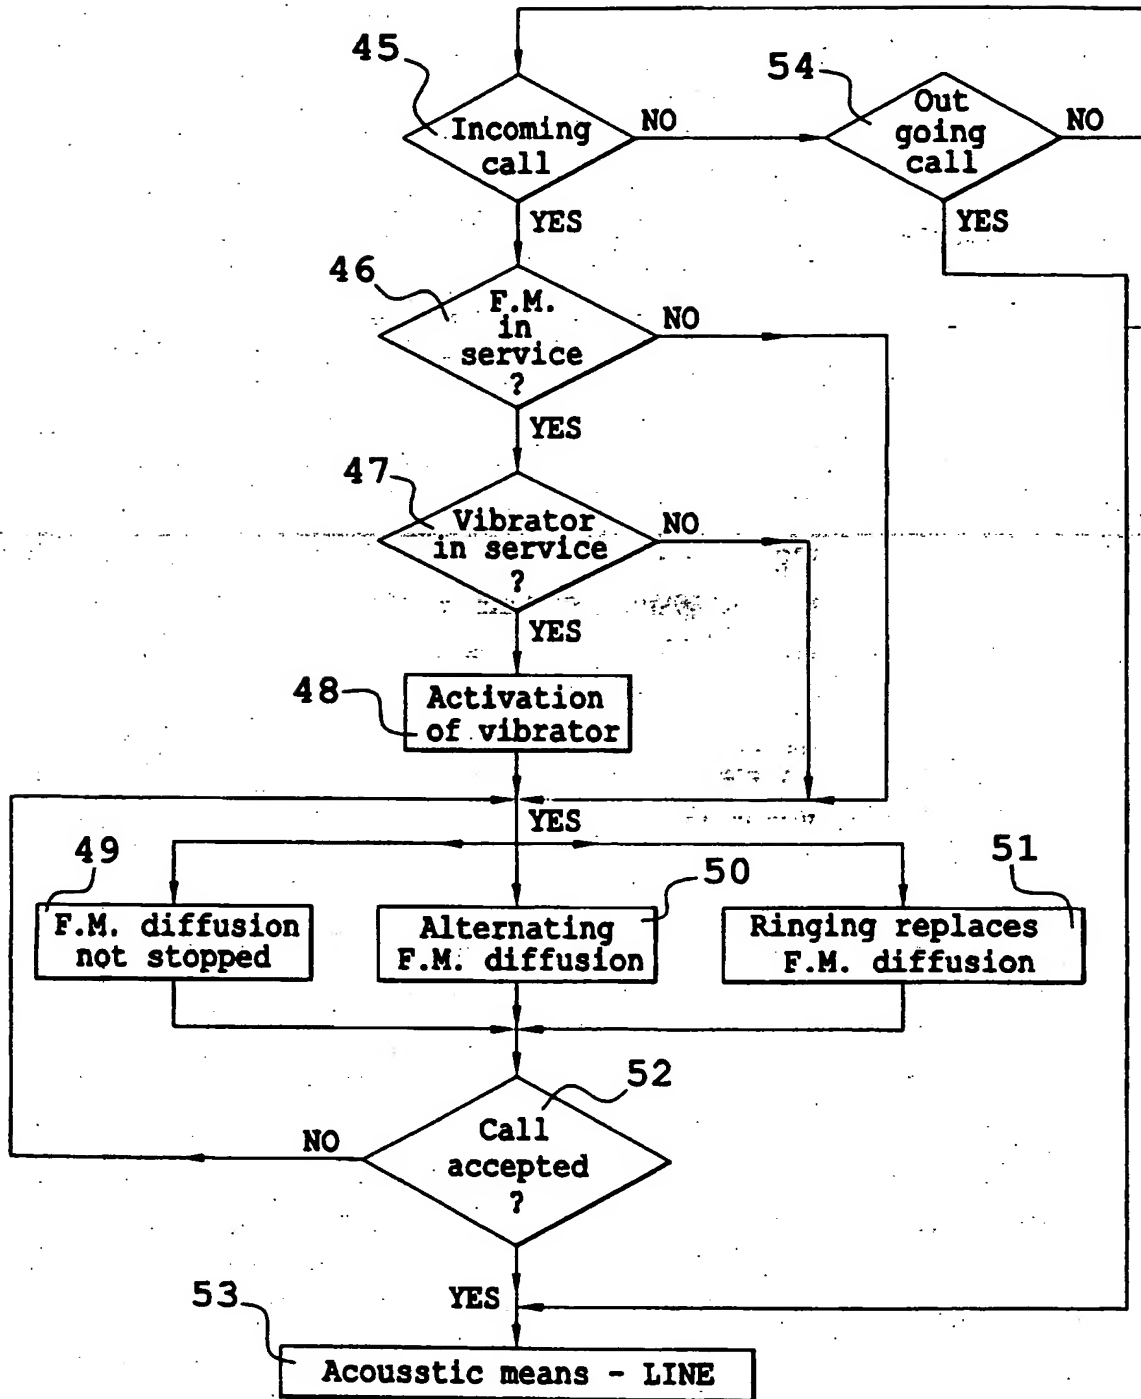 45
Incoming
call
NO
54
Out
going
call
NO
YES
YES
46
F.M.
in
service
?
NO
YES
47
Vibrator
in service
?
NO
YES
48
Activation
of vibrator
YES
49
F.M. diffusion
not stopped
50
Alternating
F.M. diffusion
51
Ringing replaces
F.M. diffusion
52
Call
accepted
?
NO
YES
53
Acousstic means - LINE